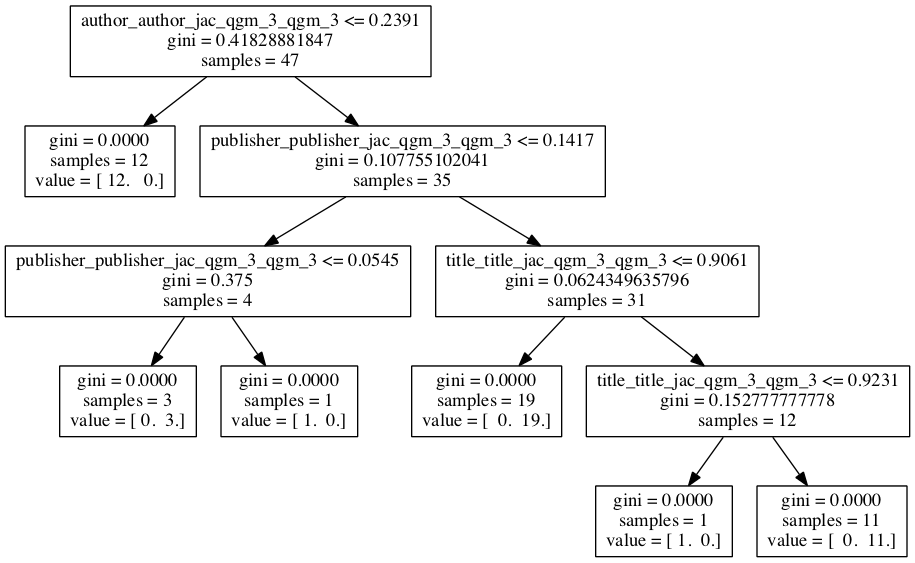 author_author_jac_qgm_3_qgm_3 <= 0.2391
gini = 0.41828881847
samples = 47
gini = 0.0000
samples = 12
value = [ 12.   0.]
publisher_publisher_jac_qgm_3_qgm_3 <= 0.1417
gini = 0.107755102041
samples = 35
publisher_publisher_jac_qgm_3_qgm_3 <= 0.0545
gini = 0.375
samples = 4
title_title_jac_qgm_3_qgm_3 <= 0.9061
gini = 0.0624349635796
samples = 31
gini = 0.0000
samples = 3
value = [ 0.  3.]
gini = 0.0000
samples = 1
value = [ 1.  0.]
gini = 0.0000
samples = 19
value = [  0.  19.]
title_title_jac_qgm_3_qgm_3 <= 0.9231
gini = 0.152777777778
samples = 12
gini = 0.0000
samples = 1
value = [ 1.  0.]
gini = 0.0000
samples = 11
value = [  0.  11.]